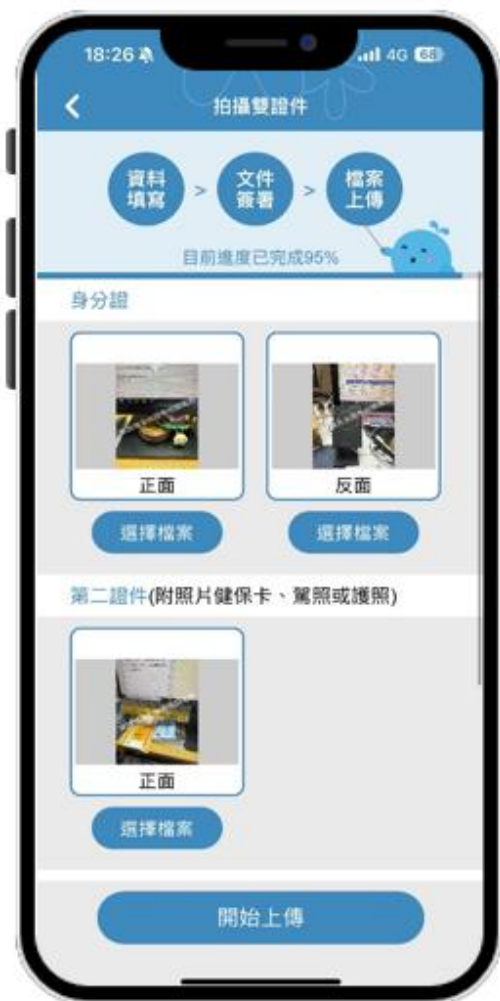 18:26
4G 68
拍攝雙證件
資料填寫 > 文件簽署 > 檔案上傳
目前進度已完成95%
身分證
正面 反面
選擇檔案 選擇檔案
第二證件(附照片健保卡、駕照或護照)
正面
選擇檔案
開始上傳